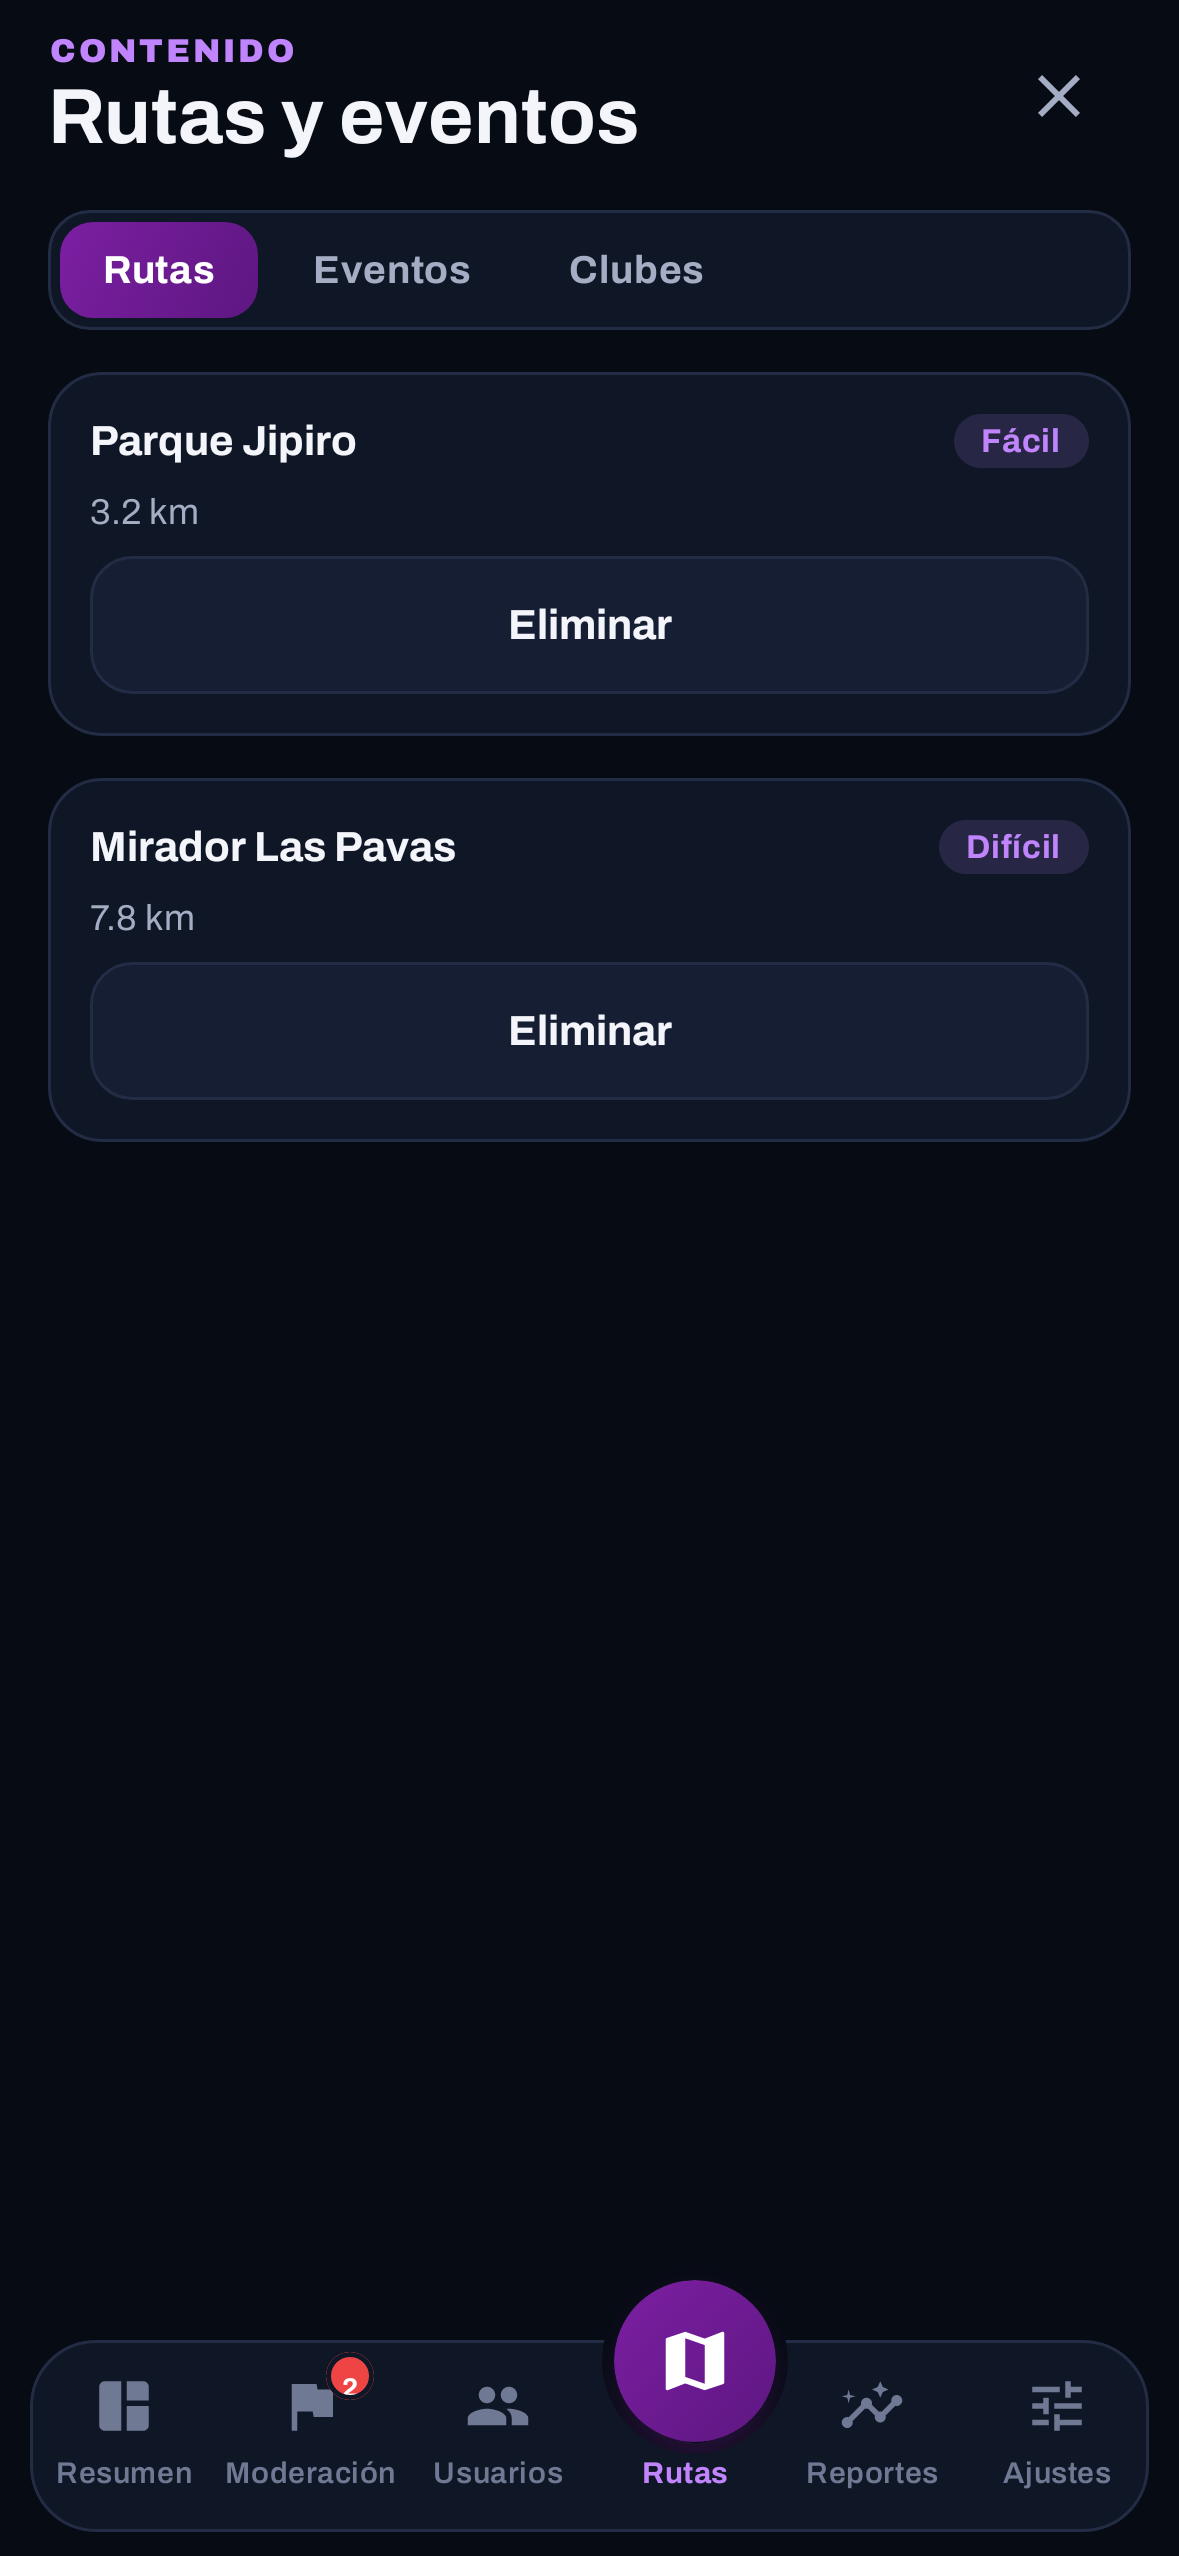 CONTENIDO
Rutas y eventos
Rutas Eventos Clubes
Parque Jipiro Fácil
3.2 km
Eliminar
Mirador Las Pavas Difícil
7.8 km
Eliminar
2
Resumen Moderación Usuarios Rutas Reportes Ajustes